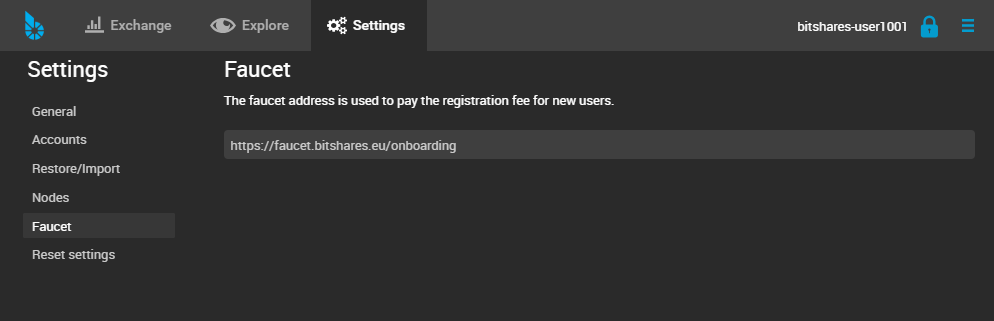 Exchange
Explore
Settings
bitshares-user1001
Settings
General
Accounts
Restore/Import
Nodes
Faucet
Reset settings
Faucet
The faucet address is used to pay the registration fee for new users.
https://faucet.bitshares.eu/onboarding